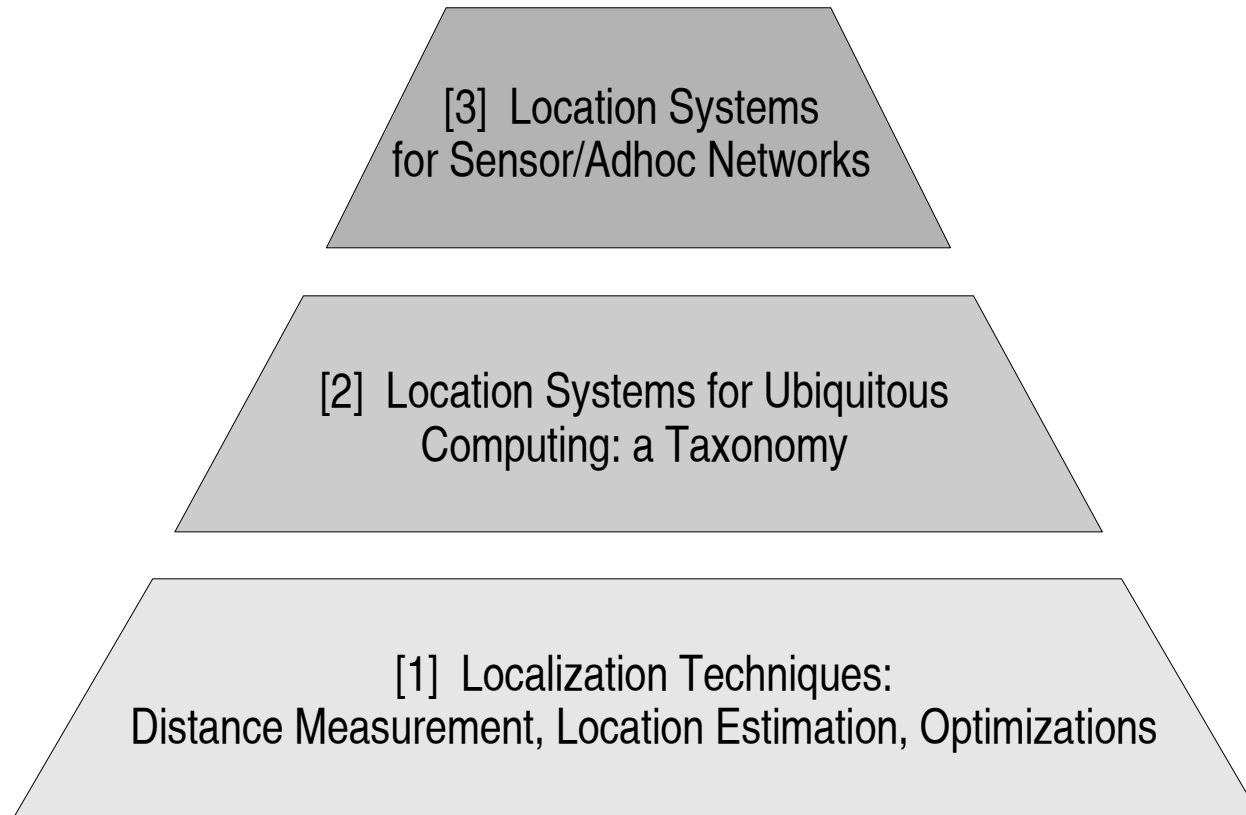 [3] Location Systems
for Sensor/Adhoc Networks
[2] Location Systems for Ubiquitous
Computing: a Taxonomy
[1] Localization Techniques:
Distance Measurement, Location Estimation, Optimizations